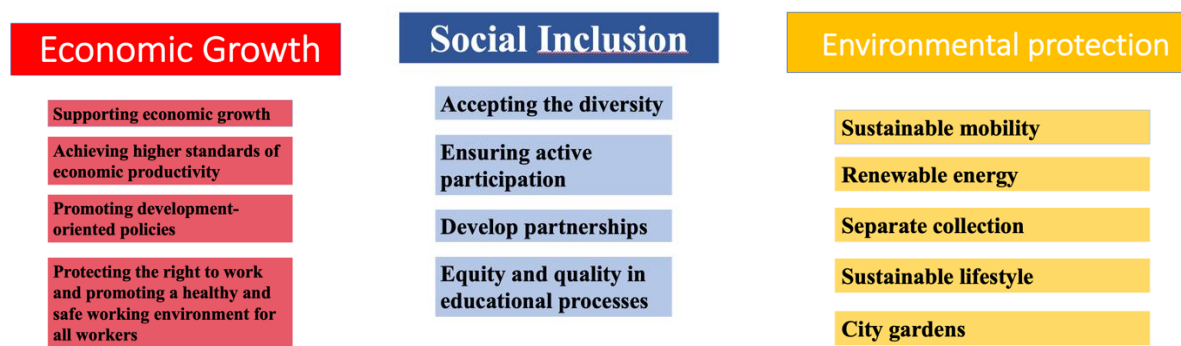 Economic Growth
Supporting economic growth
Achieving higher standards of
economic productivity
Promoting development-
oriented policies
Protecting the right to work
and promoting a healthy and
safe working environment for
all workers
Social Inclusion
Accepting the diversity
Ensuring active
participation
Develop partnerships
Equity and quality in
educational processes
Environmental protection
Sustainable mobility
Renewable energy
Separate collection
Sustainable lifestyle
City gardens